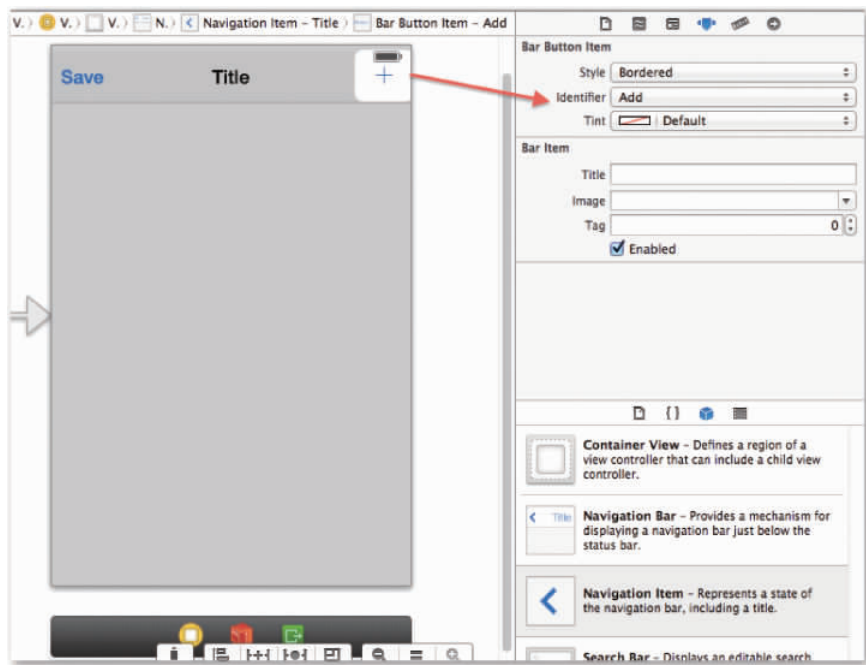 V. V. V. N. Navigation Item – Title Bar Button Item – Add
Save Title +
Bar Button Item
Style Bordered
Identifier Add
Tint Default
Bar Item
Title
Image
Tag 0
Enabled
{}
Container View – Defines a region of a
view controller that can include a child view
controller.
Title
Navigation Bar – Provides a mechanism for
displaying a navigation bar just below the
status bar.
Navigation Item – Represents a state of
the navigation bar, including a title.
Search Bar – Displays an editable search